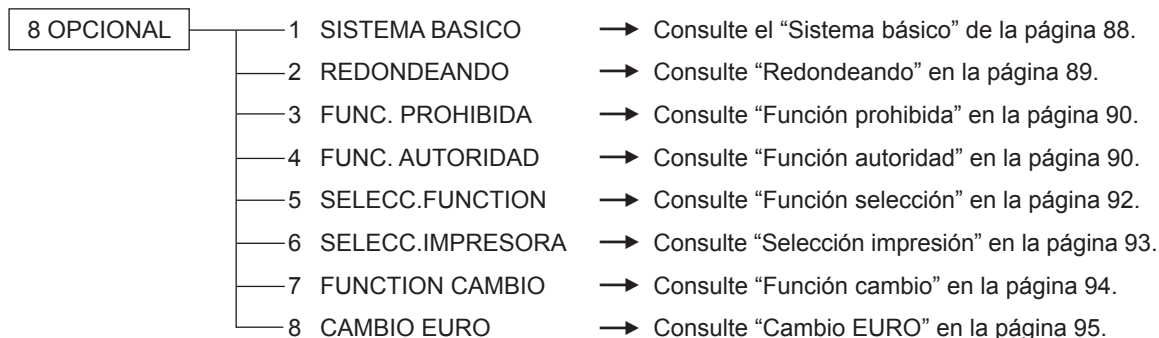 8 OPCIONAL
1 SISTEMA BASICO Consulte el “Sistema básico” de la página 88.
2 REDONDEANDO Consulte “Redondeando” en la página 89.
3 FUNC. PROHIBIDA Consulte “Función prohibida” en la página 90.
4 FUNC. AUTORIDAD Consulte “Función autoridad” en la página 90.
5 SELECC.FUNCTION Consulte “Función selección” en la página 92.
6 SELECC.IMPRESORA Consulte “Selección impresión” en la página 93.
7 FUNCTION CAMBIO Consulte “Función cambio” en la página 94.
8 CAMBIO EURO Consulte “Cambio EURO” en la página 95.